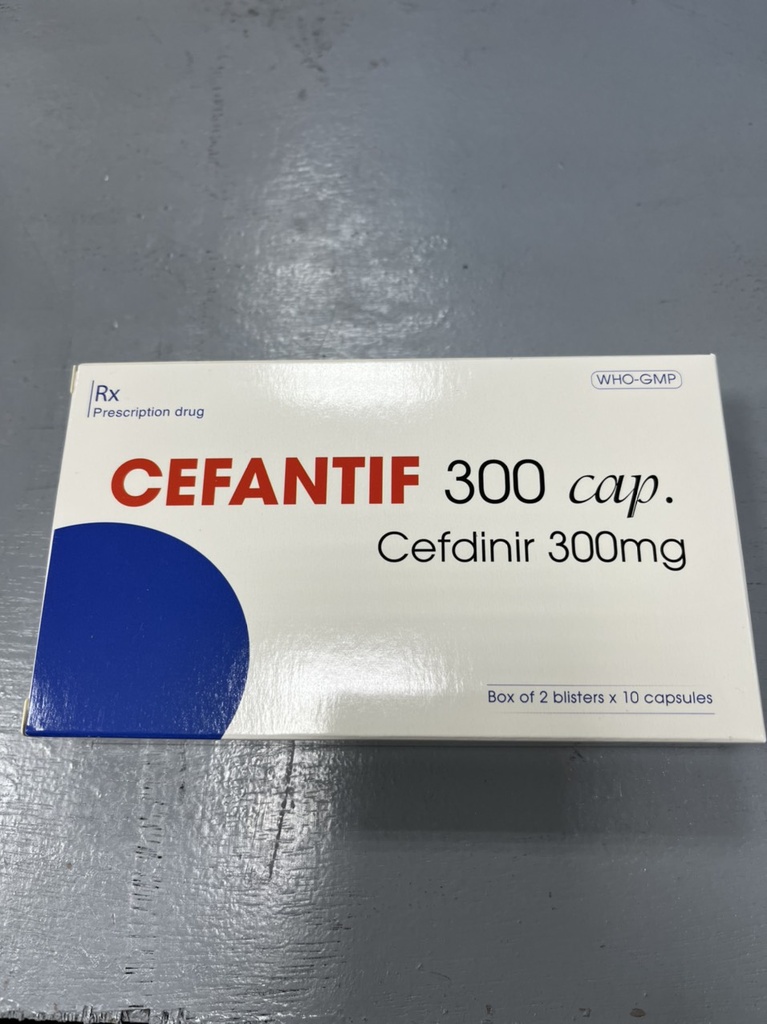 Rx
WHO-GMP
Prescription drug
CEFANTIF 300 cap.
Cefdinir 300mg
Box of 2 blisters x 10 capsules